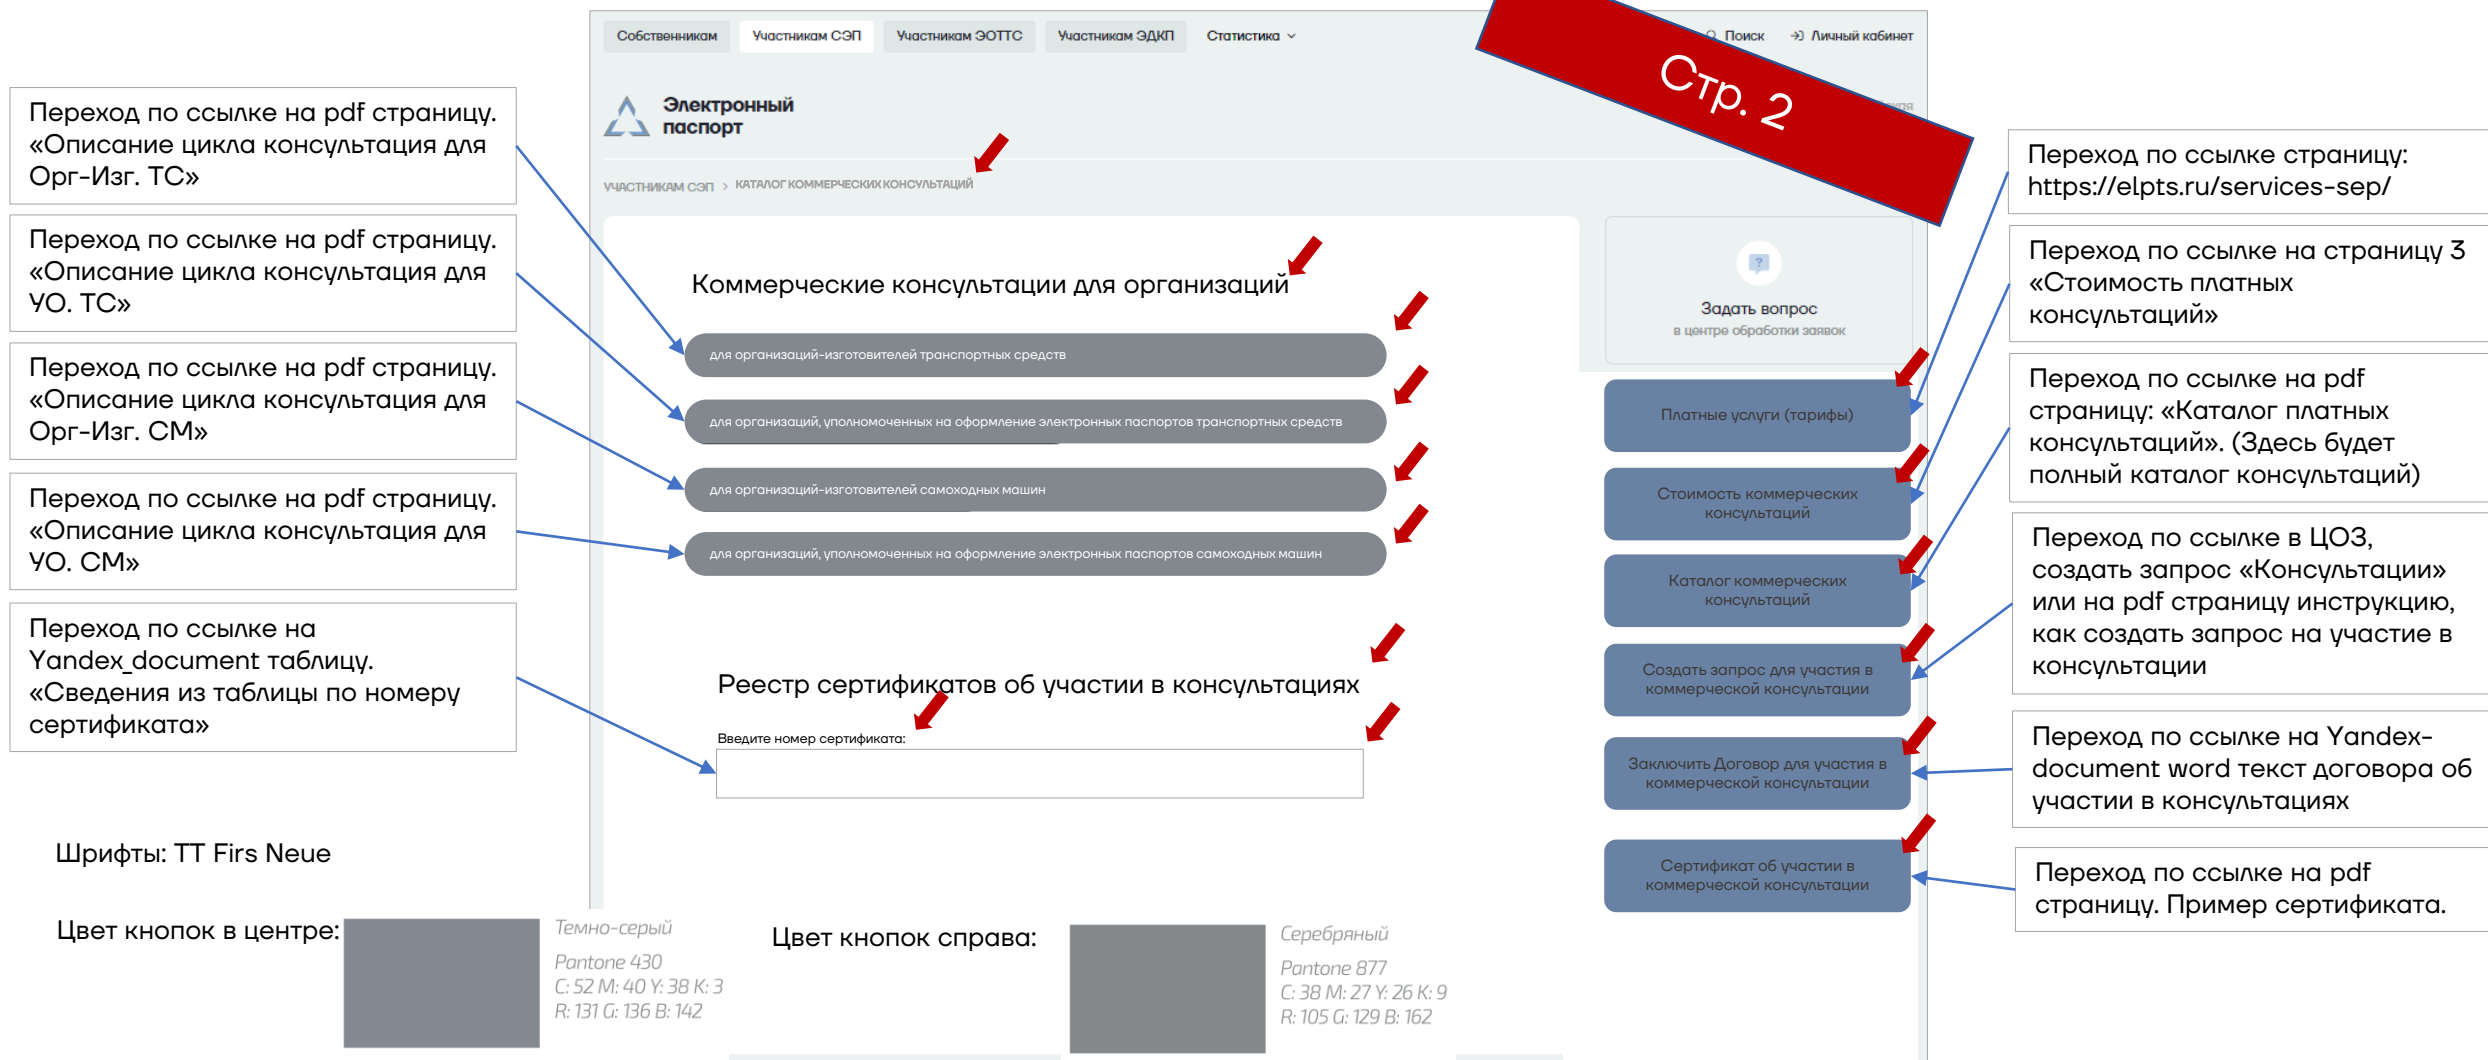 Собственникам
Участникам СЭП
Участникам ЭОТТС
Участникам ЭДКП
Статистика
Поиск
Личный кабинет
Стр. 2
Электронный
паспорт
УЧАСТНИКАМ СЭП > КАТАЛОГ КОММЕРЧЕСКИХ КОНСУЛЬТАЦИЙ
Переход по ссылке на pdf страницу.
«Описание цикла консультация для
Орг-Изг. ТС»
Переход по ссылке на pdf страницу.
«Описание цикла консультация для
УО. ТС»
Переход по ссылке на pdf страницу.
«Описание цикла консультация для
Орг-Изг. СМ»
Переход по ссылке на pdf страницу.
«Описание цикла консультация для
УО. СМ»
Переход по ссылке на
Yandex_document таблицу.
«Сведения из таблицы по номеру
сертификата»
Коммерческие консультации для организаций
для организаций-изготовителей транспортных средств
для организаций, уполномоченных на оформление электронных паспортов транспортных средств
для организаций-изготовителей самоходных машин
для организаций, уполномоченных на оформление электронных паспортов самоходных машин
Реестр сертификатов об участии в консультациях
Введите номер сертификата:
Задать вопрос
в центре обработки заявок
Платные услуги (тарифы)
Стоимость коммерческих
консультаций
Каталог коммерческих
консультаций
Создать запрос для участия в
коммерческой консультации
Заключить Договор для участия в
коммерческой консультации
Сертификат об участии в
коммерческой консультации
Переход по ссылке страницу:
https://elpts.ru/services-sep/
Переход по ссылке на страницу 3
«Стоимость платных
консультаций»
Переход по ссылке на pdf
страницу: «Каталог платных
консультаций». (Здесь будет
полный каталог консультаций)
Переход по ссылке в ЦОЗ,
создать запрос «Консультации»
или на pdf страницу инструкцию,
как создать запрос на участие в
консультации
Переход по ссылке на Yandex-
document word текст договора об
участии в консультациях
Переход по ссылке на pdf
страницу. Пример сертификата.
Шрифты: TT Firs Neue
Цвет кнопок в центре:
Темно-серый
Pantone 430
C: 52 M: 40 Y: 38 K: 3
R: 131 G: 136 B: 142
Цвет кнопок справа:
Серебряный
Pantone 877
C: 38 M: 27 Y: 26 K: 9
R: 105 G: 129 B: 162